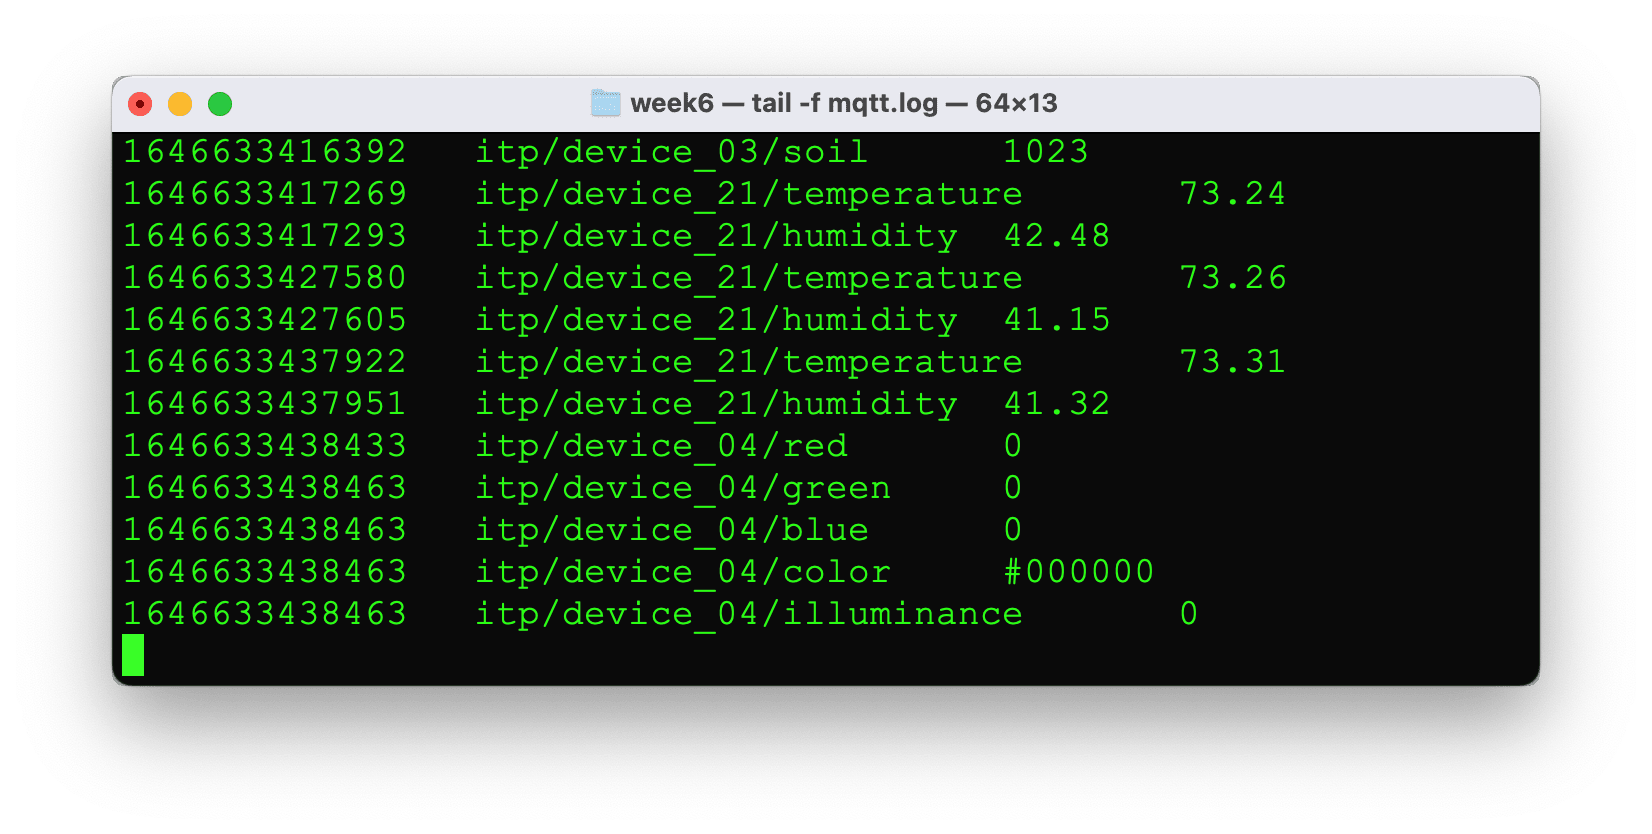 week6 — tail -f mqtt.log — 64×13
1646633416392 itp/device_03/soil 1023
1646633417269 itp/device_21/temperature 73.24
1646633417293 itp/device_21/humidity 42.48
1646633427580 itp/device_21/temperature 73.26
1646633427605 itp/device_21/humidity 41.15
1646633437922 itp/device_21/temperature 73.31
1646633437951 itp/device_21/humidity 41.32
1646633438433 itp/device_04/red 0
1646633438463 itp/device_04/green 0
1646633438463 itp/device_04/blue 0
1646633438463 itp/device_04/color #000000
1646633438463 itp/device_04/illuminance 0